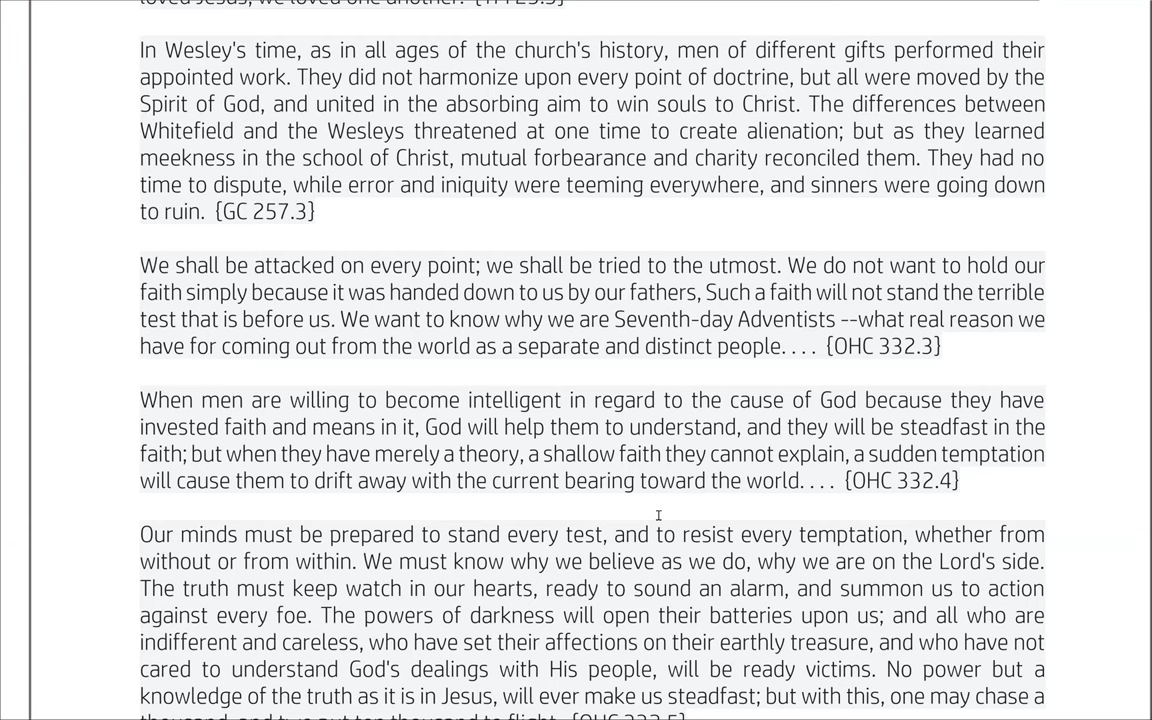 loved Jesus, we loved one another. {
In Wesley's time, as in all ages of the church's history, men of different gifts performed their
appointed work. They did not harmonize upon every point of doctrine, but all were moved by the
Spirit of God, and united in the absorbing aim to win souls to Christ. The differences between
Whitefield and the Wesleys threatened at one time to create alienation; but as they learned
meekness in the school of Christ, mutual forbearance and charity reconciled them. They had no
time to dispute, while error and iniquity were teeming everywhere, and sinners were going down
to ruin. {GC 257.3}
We shall be attacked on every point; we shall be tried to the utmost. We do not want to hold our
faith simply because it was handed down to us by our fathers, Such a faith will not stand the terrible
test that is before us. We want to know why we are Seventh-day Adventists --what real reason we
have for coming out from the world as a separate and distinct people. . . . {OHC 332.3}
When men are willing to become intelligent in regard to the cause of God because they have
invested faith and means in it, God will help them to understand, and they will be steadfast in the
faith; but when they have merely a theory, a shallow faith they cannot explain, a sudden temptation
will cause them to drift away with the current bearing toward the world. . . . {OHC 332.4}
Our minds must be prepared to stand every test, and to resist every temptation, whether from
without or from within. We must know why we believe as we do, why we are on the Lord's side.
The truth must keep watch in our hearts, ready to sound an alarm, and summon us to action
against every foe. The powers of darkness will open their batteries upon us; and all who are
indifferent and careless, who have set their affections on their earthly treasure, and who have not
cared to understand God's dealings with His people, will be ready victims. No power but a
knowledge of the truth as it is in Jesus, will ever make us steadfast; but with this, one may chase a
thousand, and two put ten thousand to flight. {OHC 332.5}